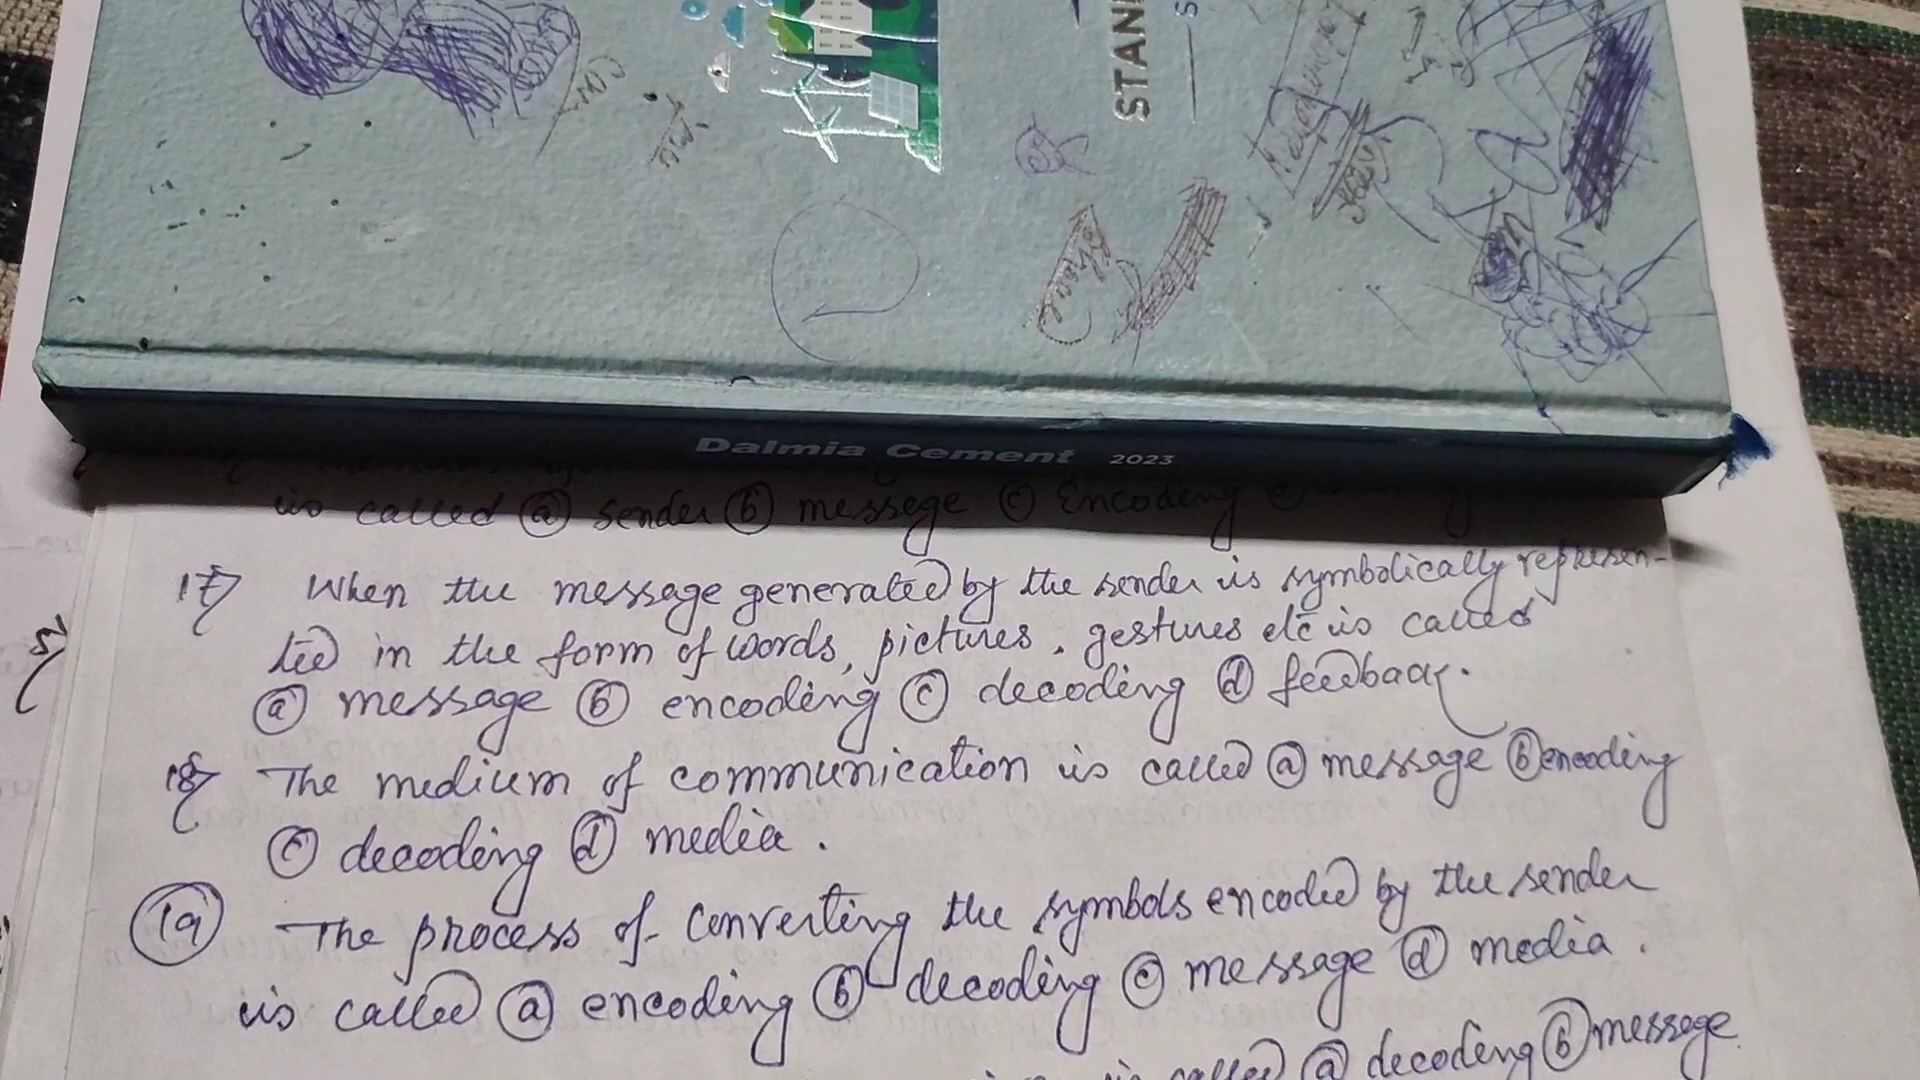 STAN
Dalmia Cement 2023
is called ⓐ sender ⓑ messege ⓒ Encoding
17) When the message generated by the sender is symbolically represen-
ted in the form of words, pictures, gestures etc is called
ⓐ message ⓑ encoding ⓒ decoding ⓓ feedback.
18) The medium of communication is called ⓐ message ⓑ encoding
ⓒ decoding ⓓ media.
19 The process of converting the symbols encoded by the sender
is called ⓐ encoding ⓑ decoding ⓒ message ⓓ media.
is called ⓐ decoding ⓑ message